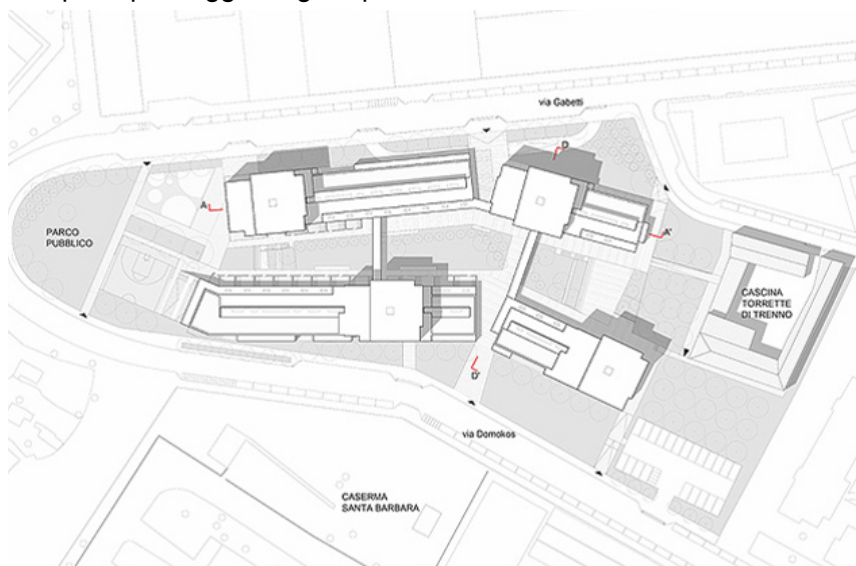 via Gabetti
D
A
A'
PARCO
PUBBLICO
CASCINA
TORRETTE
DI TRENNO
D'
via Domokos
CASERMA
SANTA BARBARA